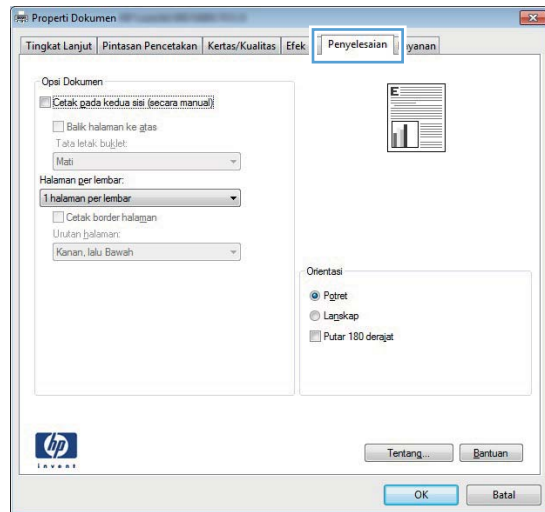 Properti Dokumen
Tingkat Lanjut Pintasan Pencetakan Kertas/Kualitas Efek Penyelesaian yanan
Opsi Dokumen
Cetak pada kedua sisi (secara manual)
Balik halaman ke atas
Tata letak buklet:
Mati
Halaman per lembar:
1 halaman per lembar
Cetak border halaman
Urutan halaman:
Kanan, lalu Bawah
E
Orientasi
Potret
Lanskap
Putar 180 derajat
hp
invent
Tentang... Bantuan
OK Batal